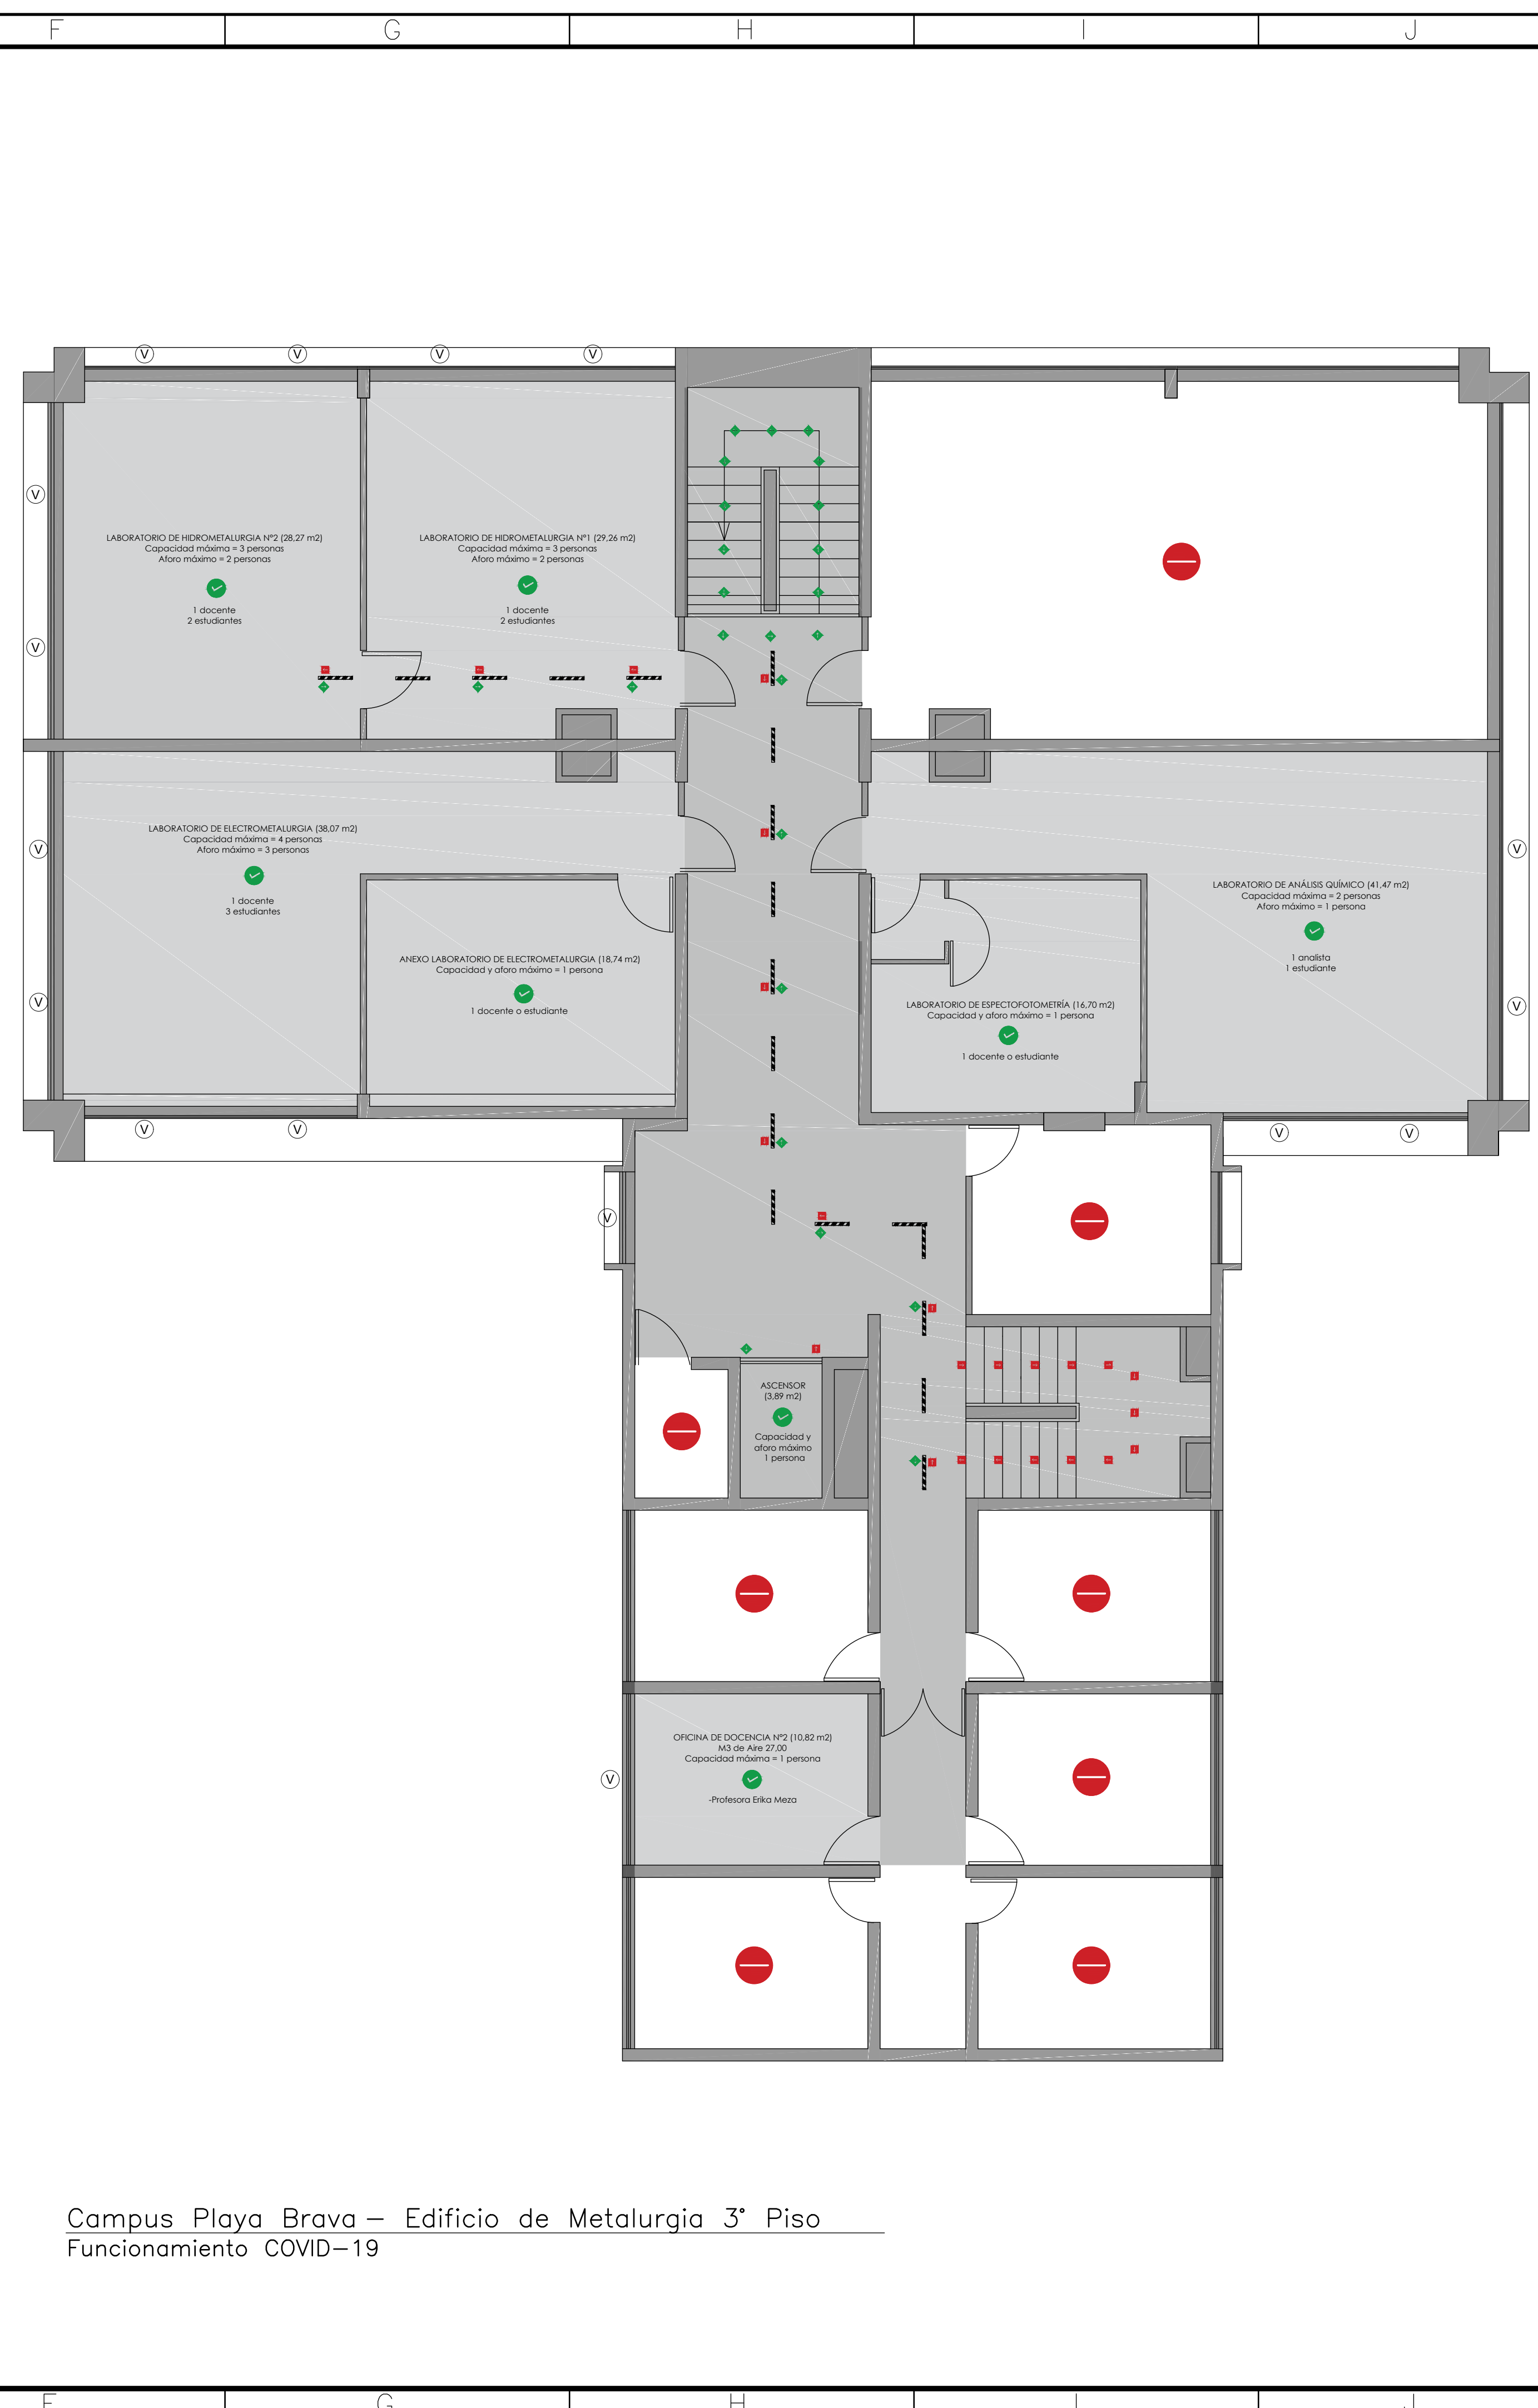 F G H I J
V V V V
V
LABORATORIO DE HIDROMETALURGIA N°2 (28,27 m2)
Capacidad máxima = 3 personas
Aforo máximo = 2 personas
1 docente
2 estudiantes
LABORATORIO DE HIDROMETALURGIA N°1 (29,26 m2)
Capacidad máxima = 3 personas
Aforo máximo = 2 personas
1 docente
2 estudiantes
V
LABORATORIO DE ELECTROMETALURGIA (38,07 m2)
Capacidad máxima = 4 personas
Aforo máximo = 3 personas
1 docente
3 estudiantes
V V
LABORATORIO DE ANÁLISIS QUÍMICO (41,47 m2)
Capacidad máxima = 2 personas
Aforo máximo = 1 persona
1 analista
1 estudiante
ANEXO LABORATORIO DE ELECTROMETALURGIA (18,74 m2)
Capacidad y aforo máximo = 1 persona
1 docente o estudiante
LABORATORIO DE ESPECTOFOTOMETRÍA (16,70 m2)
Capacidad y aforo máximo = 1 persona
1 docente o estudiante
V V
V V V V
V
ASCENSOR
(3,89 m2)
Capacidad y
aforo máximo
1 persona
OFICINA DE DOCENCIA N°2 (10,82 m2)
M3 de Aire 27,00
Capacidad máxima = 1 persona
-Profesora Erika Meza
V
Campus Playa Brava – Edificio de Metalurgia 3° Piso
Funcionamiento COVID–19
F G H I J